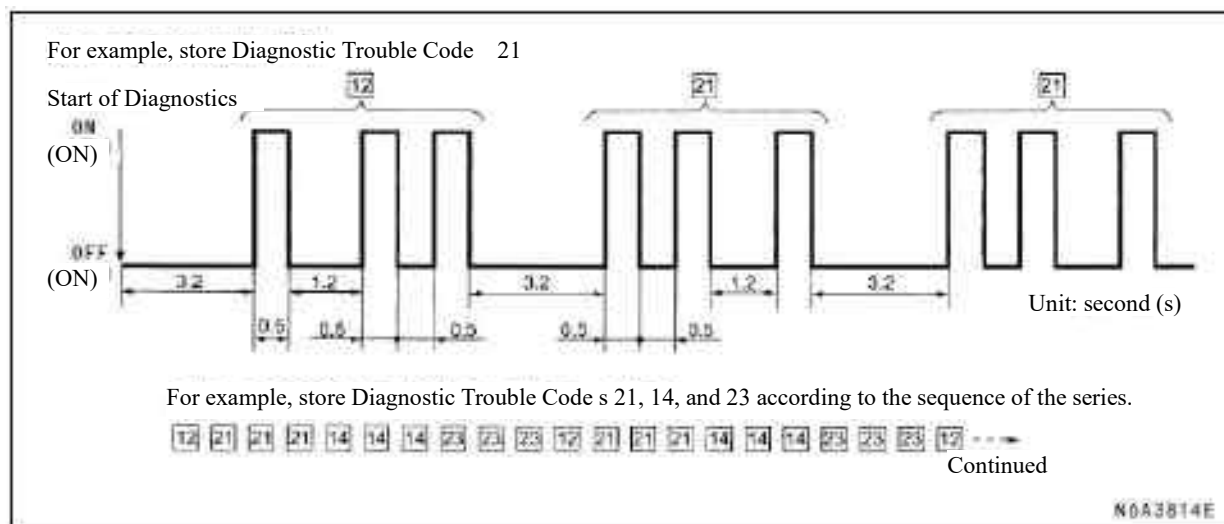 For example, store Diagnostic Trouble Code 21
Start of Diagnostics
12 21 21
ON
(ON)
OFF
(ON)
3.2 1.2 3.2 1.2 3.2
Unit: second (s)
0.5 0.5 0.5 0.5 0.5
For example, store Diagnostic Trouble Code s 21, 14, and 23 according to the sequence of the series.
12 21 21 21 14 14 14 23 23 23 12 21 21 21 14 14 14 23 23 23 12
Continued
N0A3814E